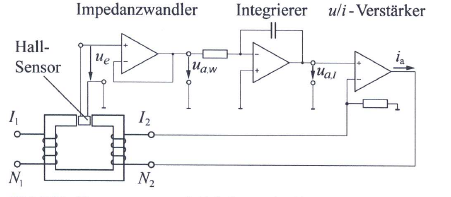 Impedanzwandler
Integrierer
u/i-Verstärker
Hall-
Sensor
u_e
u_a,w
u_a,I
i_a
I_1
I_2
N_1
N_2